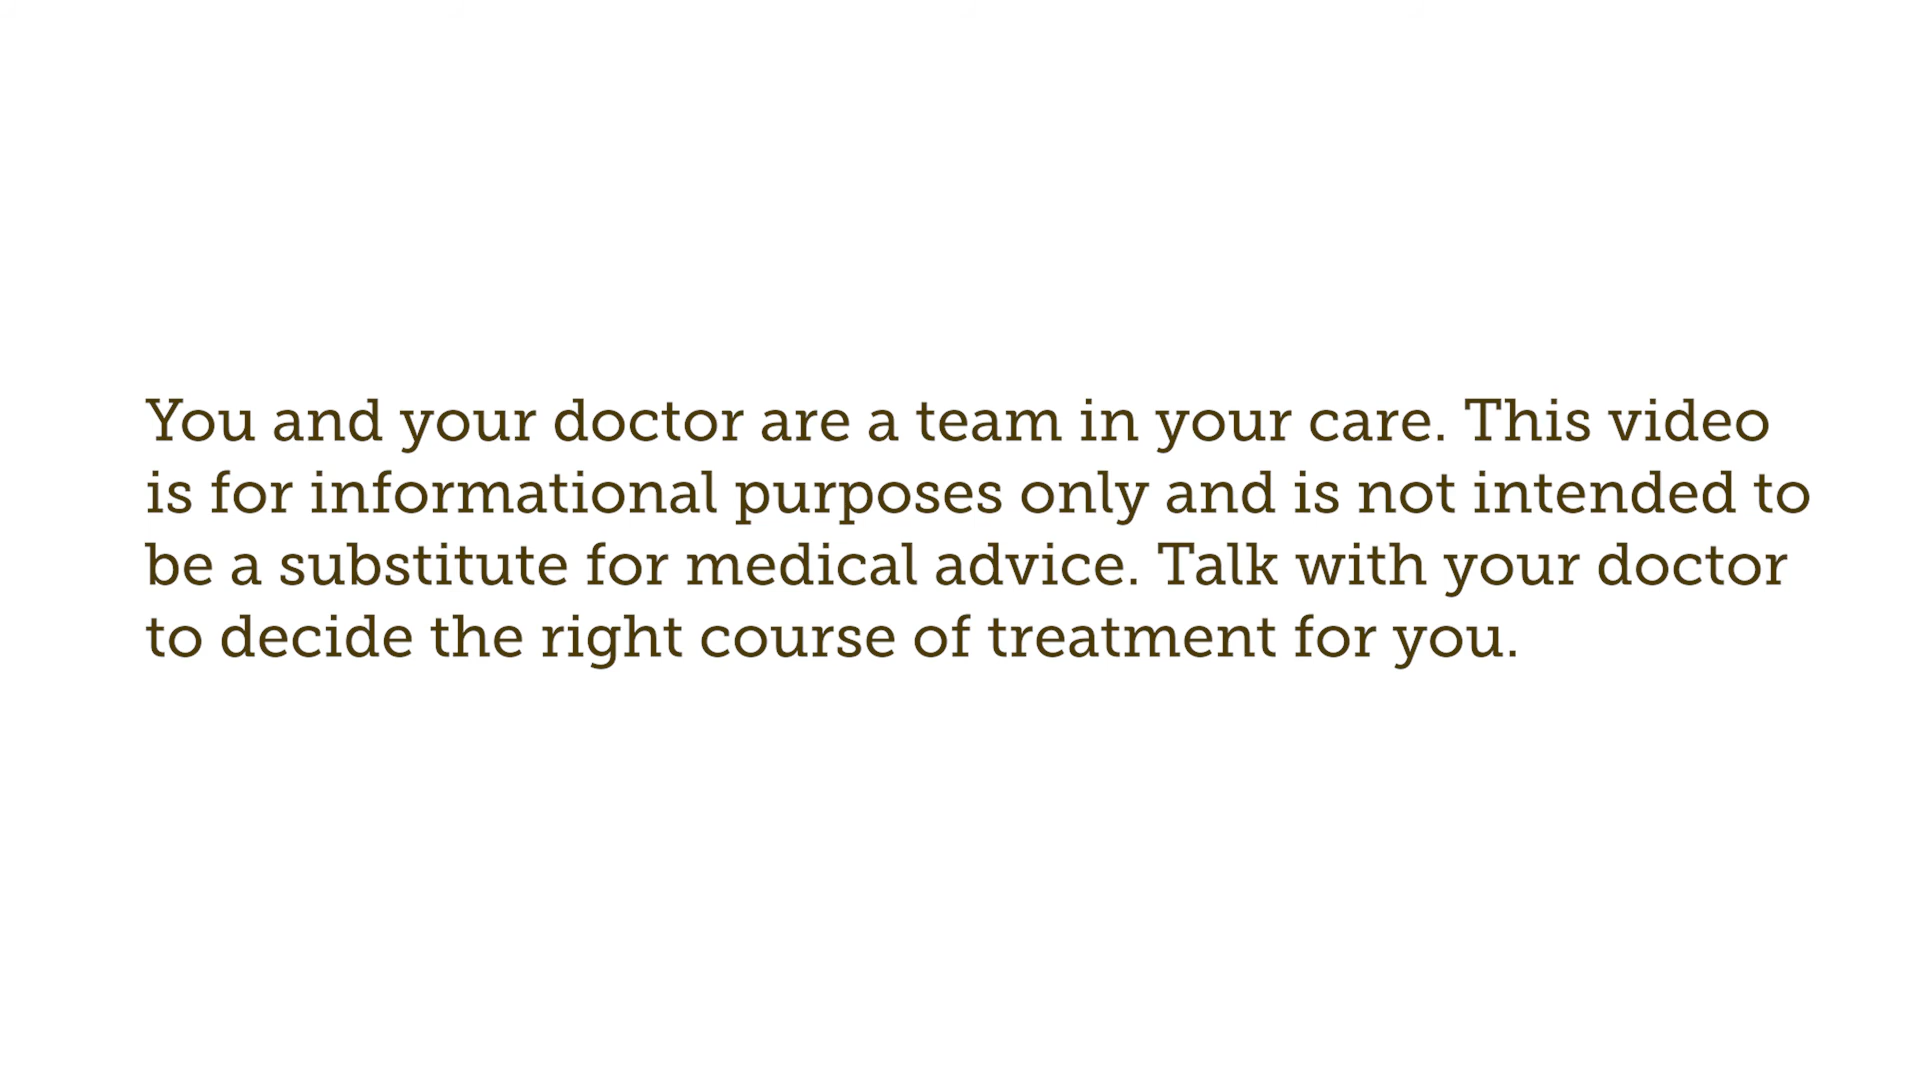 You and your doctor are a team in your care. This video
is for informational purposes only and is not intended to
be a substitute for medical advice. Talk with your doctor
to decide the right course of treatment for you.